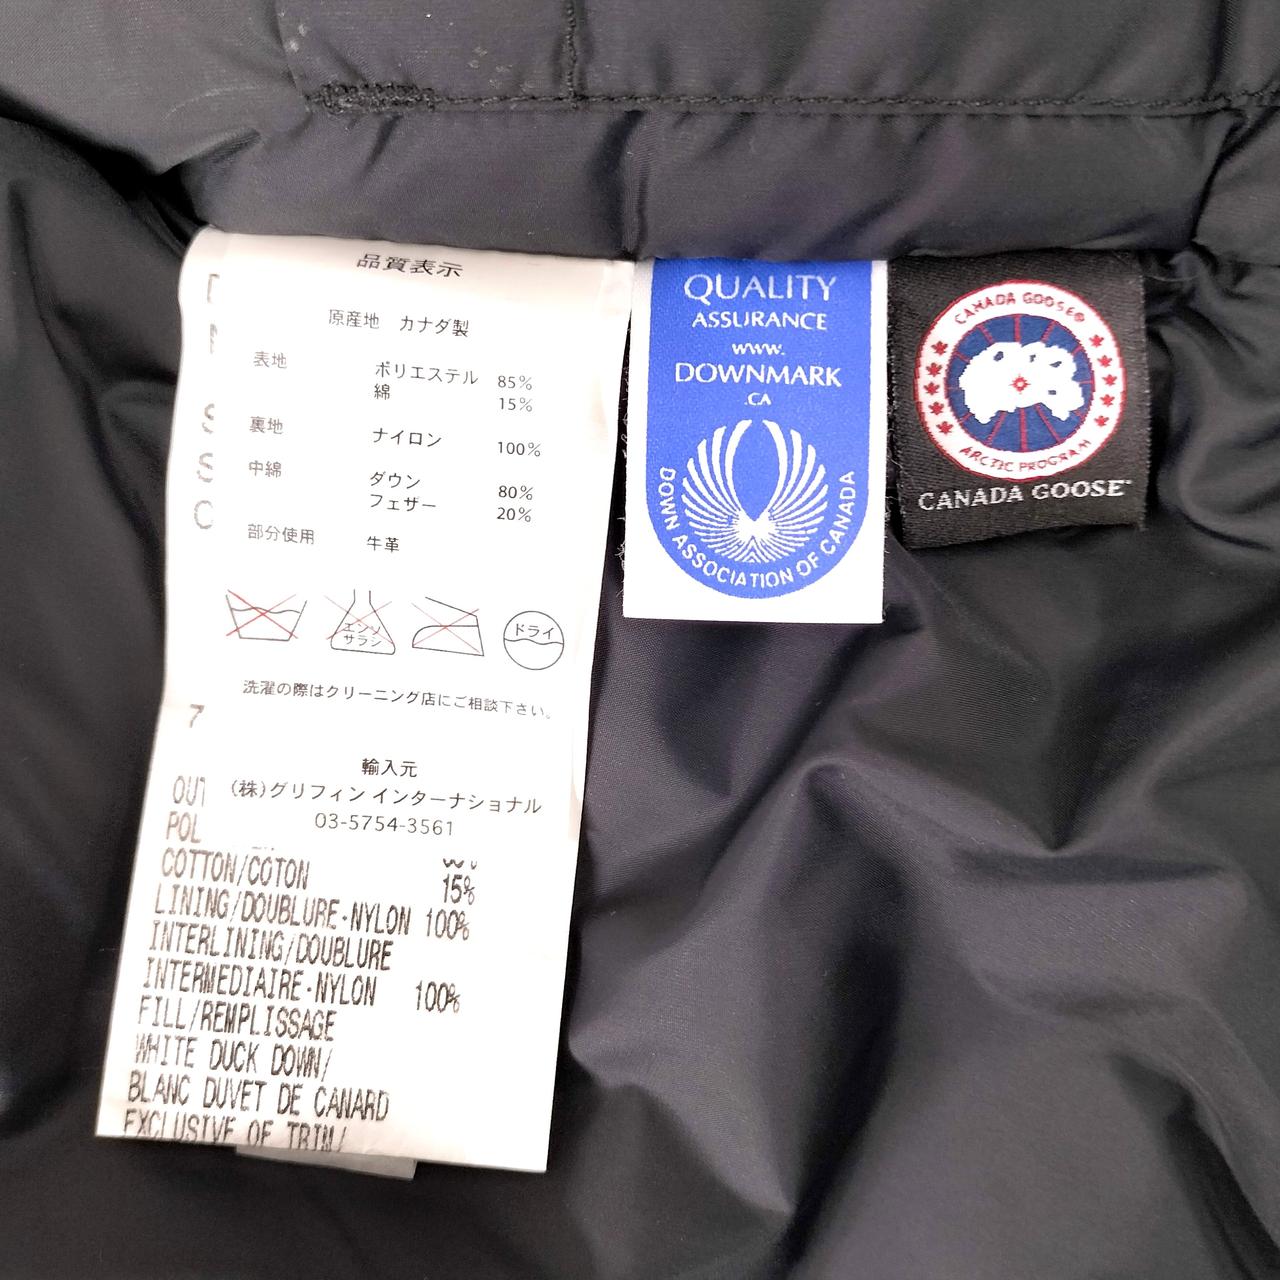 品質表示
原産地 カナダ製
表地 ポリエステル 85%
綿 15%
裏地 ナイロン 100%
中綿 ダウン 80%
フェザー 20%
部分使用 牛革
エンソ
サラシ
ドライ
洗濯の際はクリーニング店にご相談下さい。
7
輸入元
(株)グリフィン インターナショナル
03-5754-3561
OUT
POL
COTTON/COTON 15%
LINING/DOUBLURE-NYLON 100%
INTERLINING/DOUBLURE
INTERMEDIAIRE-NYLON 100%
FILL/REMPLISSAGE
WHITE DUCK DOWN/
BLANC DUVET DE CANARD
EXCLUSIVE OF TRIM/
QUALITY
ASSURANCE
www.
DOWNMARK
.CA
DOWN ASSOCIATION OF CANADA
CANADA GOOSE®
ARCTIC PROGRAM
CANADA GOOSE